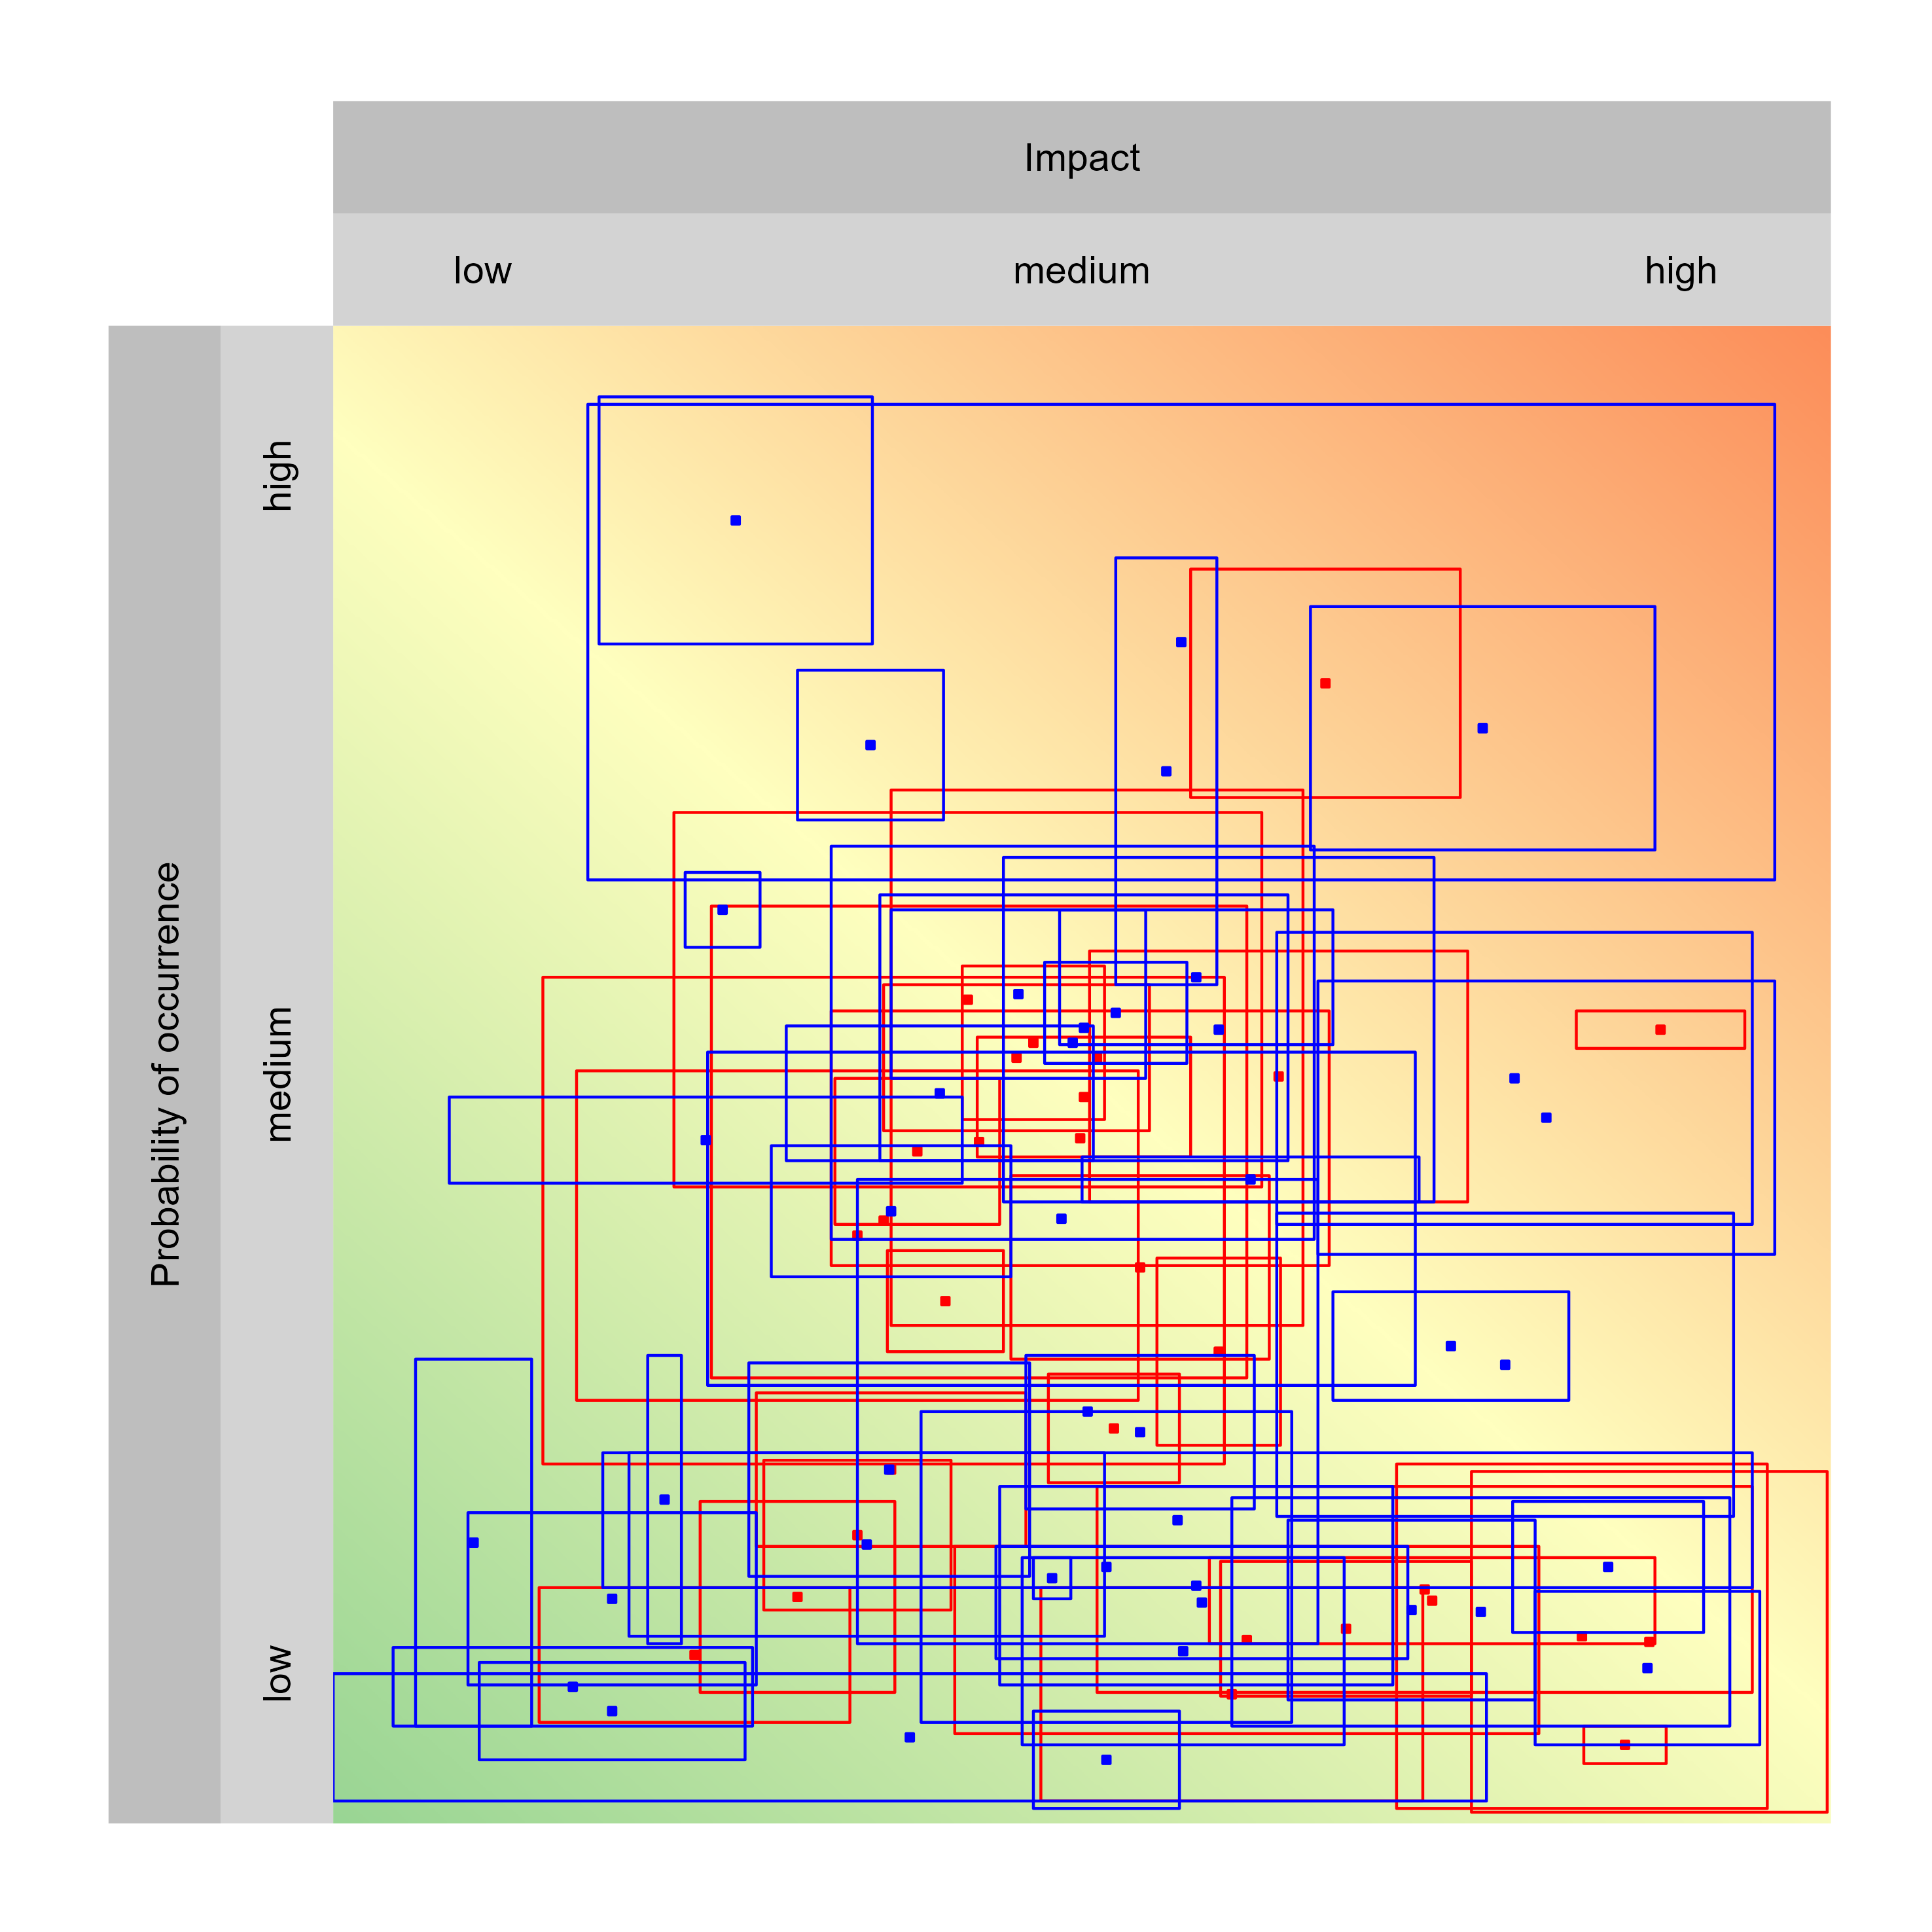 Impact
low
medium
high
Probability of occurrence
high
medium
low